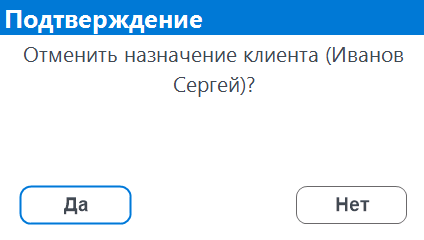 Подтверждение
Отменить назначение клиента (Иванов
Сергей)?
Да
Нет